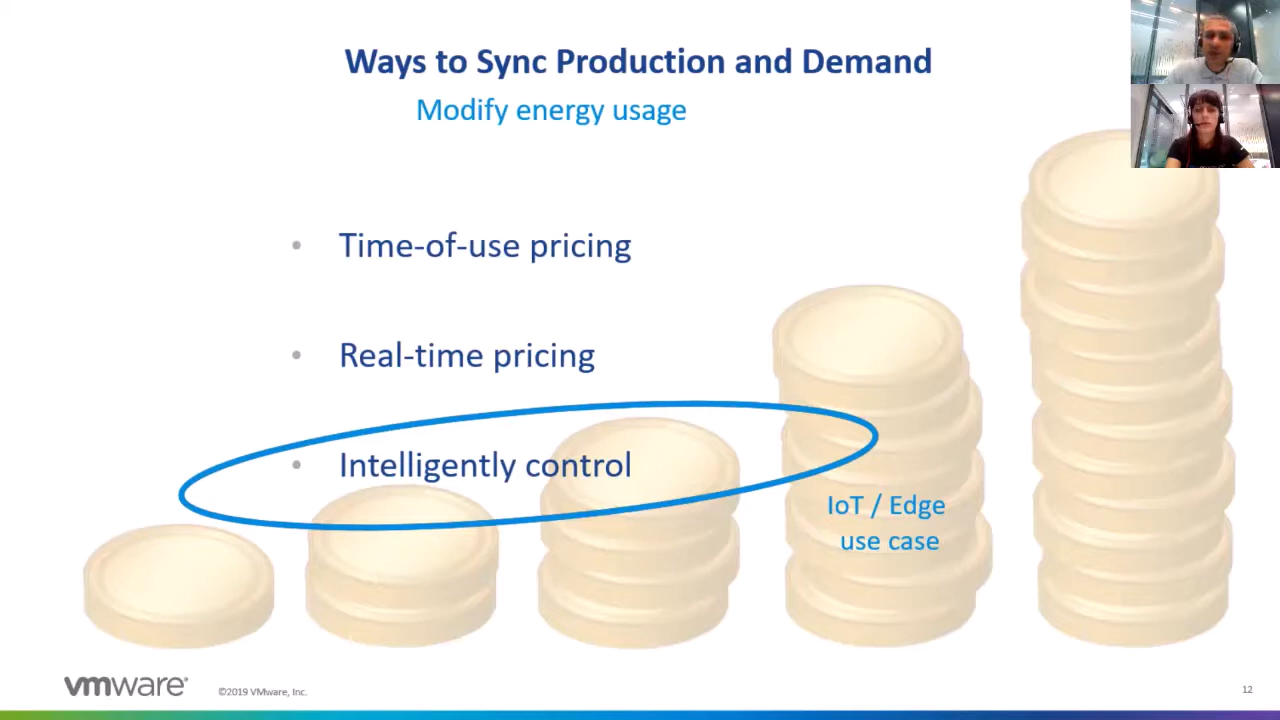 Ways to Sync Production and Demand
Modify energy usage
• Time-of-use pricing
• Real-time pricing
• Intelligently control
IoT / Edge
use case
vmware®
©2019 VMware, Inc.
12